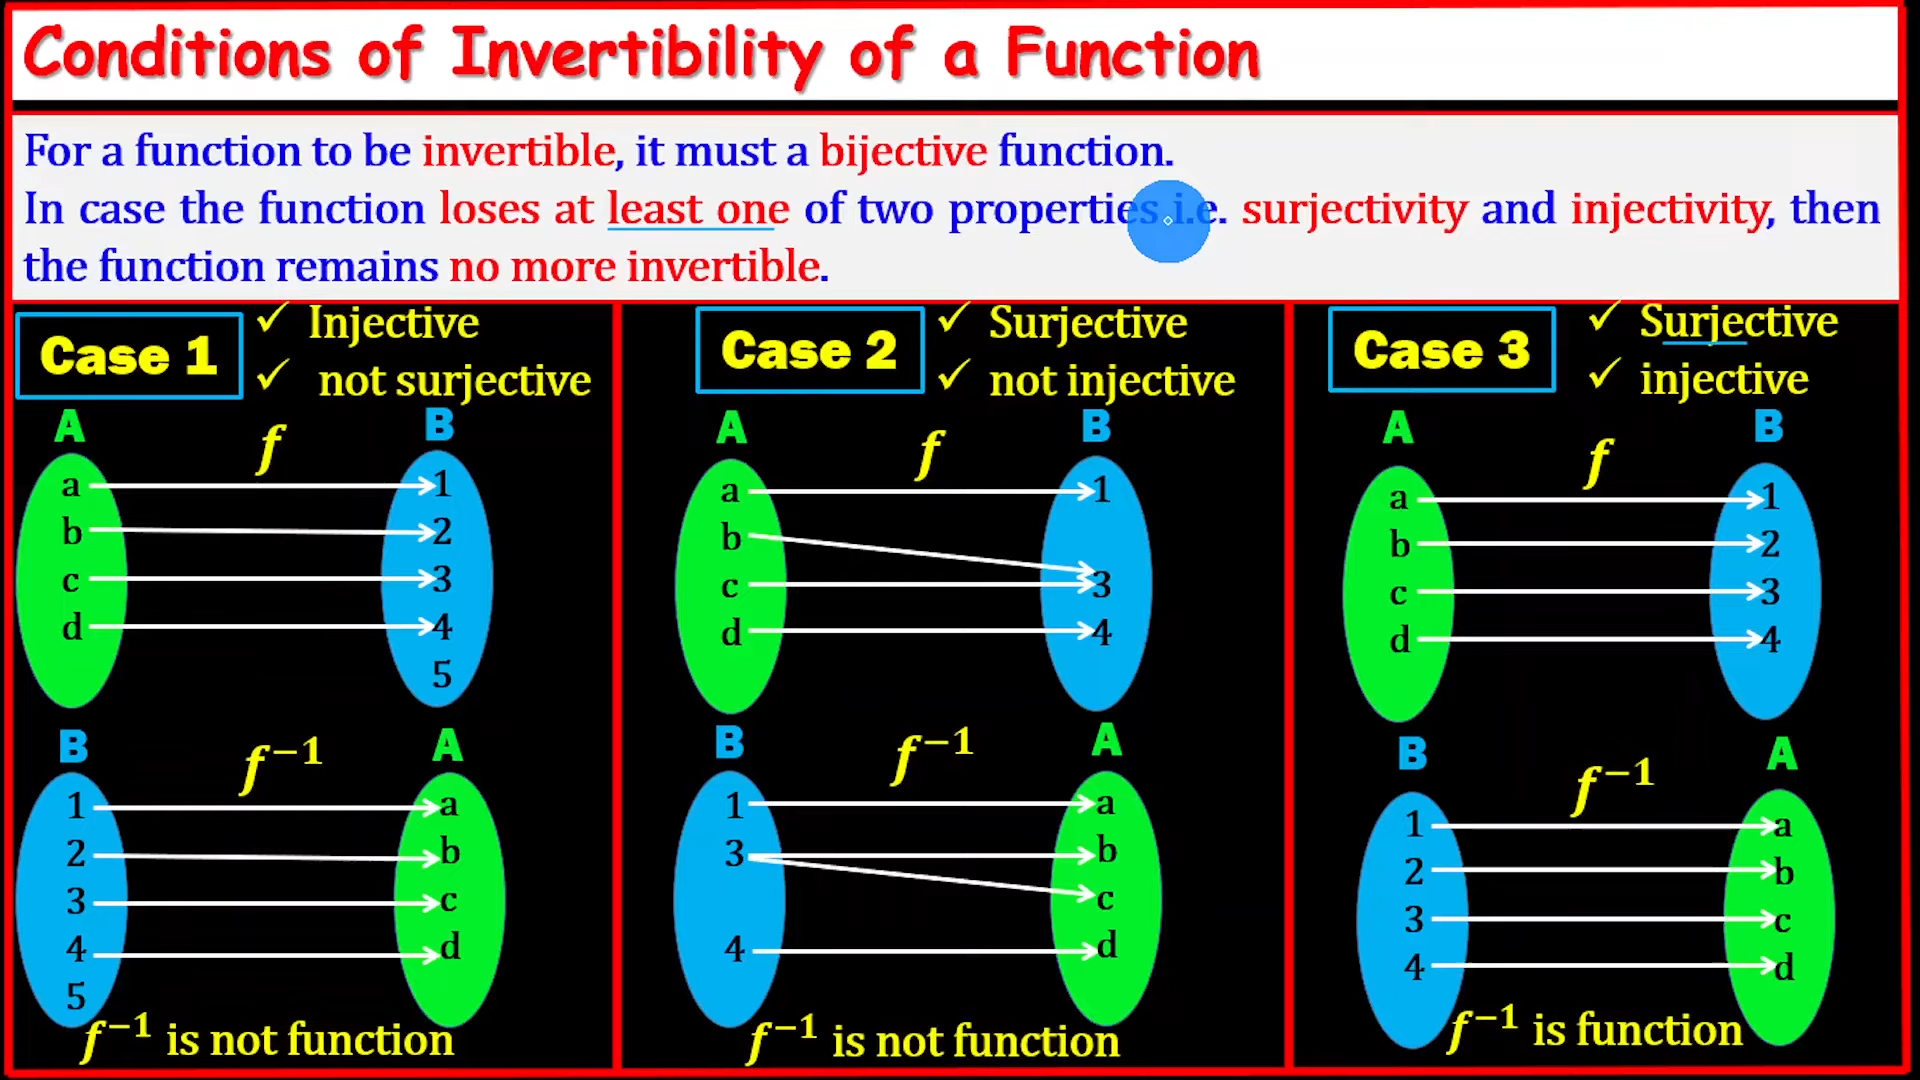 Conditions of Invertibility of a Function
For a function to be invertible, it must a bijective function.
In case the function loses at least one of two properties i.e. surjectivity and injectivity, then
the function remains no more invertible.
Case 1
✓ Injective
✓ not surjective
A f B
a 1
b 2
c 3
d 4
5
B f⁻¹ A
1 a
2 b
3 c
4 d
5
f⁻¹ is not function
Case 2
✓ Surjective
✓ not injective
A f B
a 1
b
c 3
d 4
B f⁻¹ A
1 a
3 b
c
4 d
f⁻¹ is not function
Case 3
✓ Surjective
✓ injective
A f B
a 1
b 2
c 3
d 4
B f⁻¹ A
1 a
2 b
3 c
4 d
f⁻¹ is function